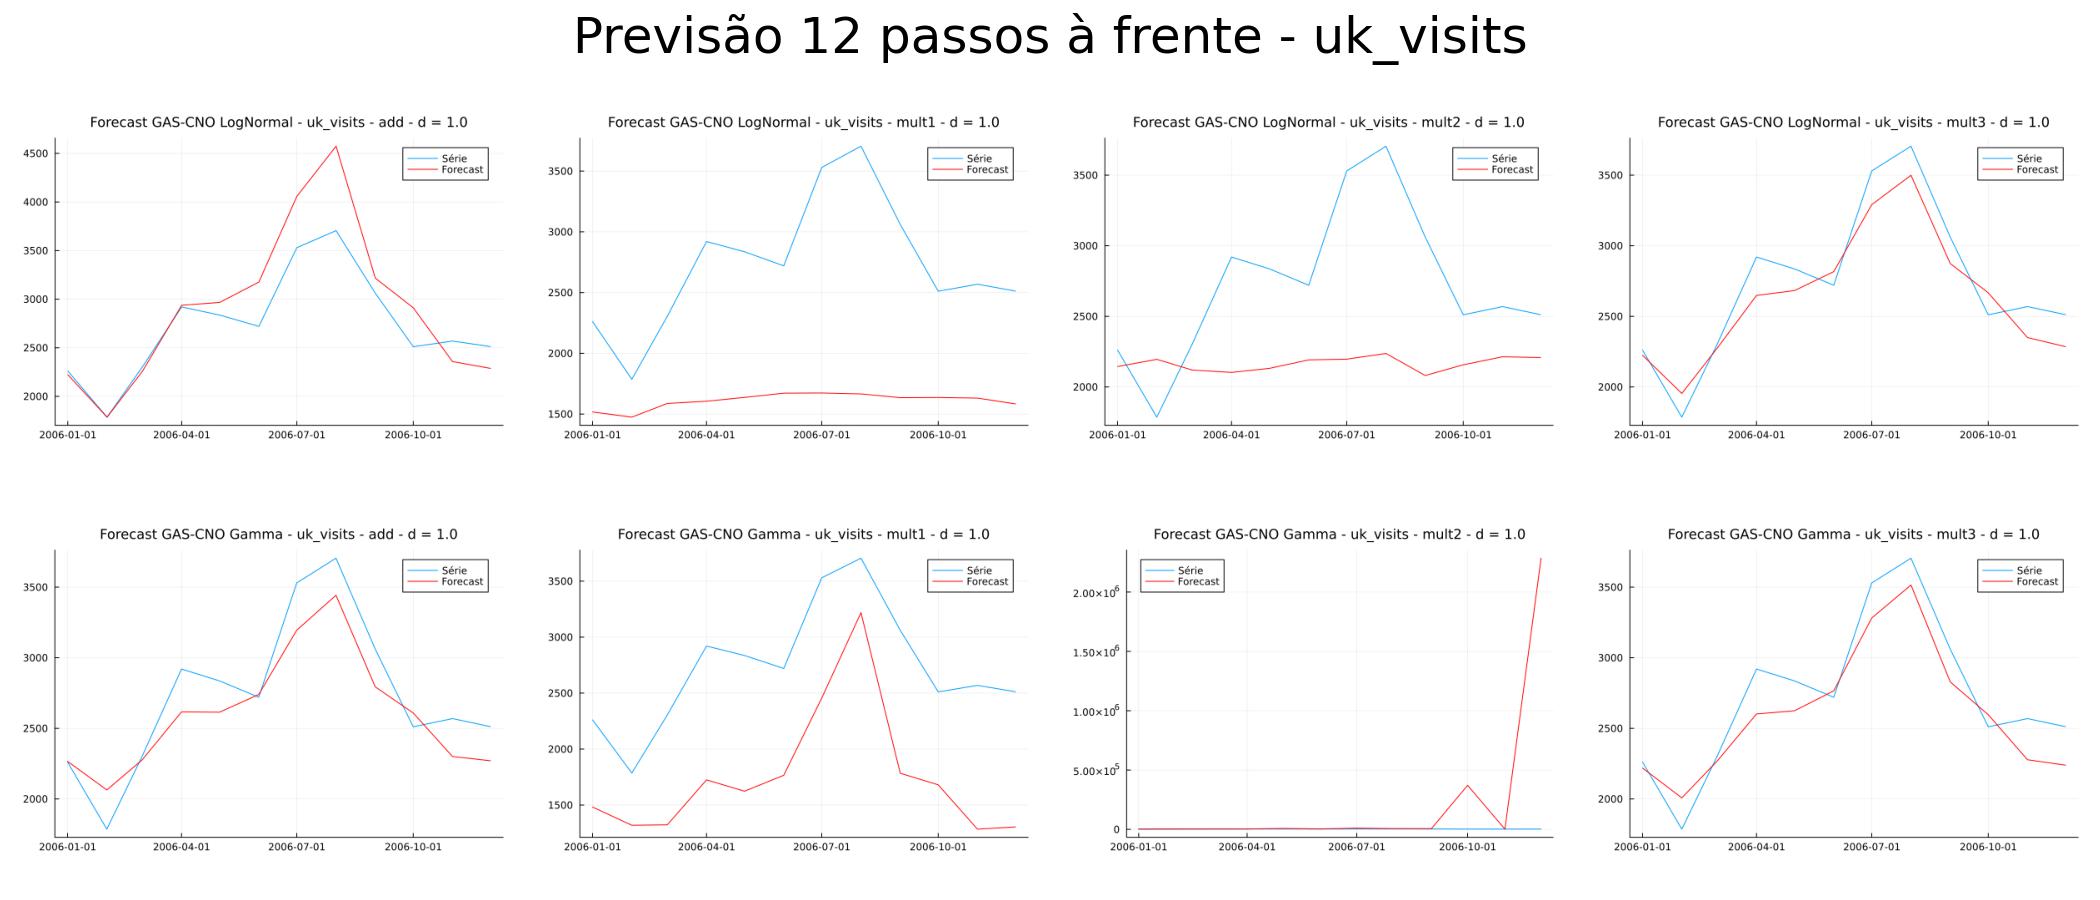 Previsão 12 passos à frente - uk_visits
Forecast GAS-CNO LogNormal - uk_visits - add - d = 1.0
Série
Forecast
4500
4000
3500
3000
2500
2000
2006-01-01 2006-04-01 2006-07-01 2006-10-01
Forecast GAS-CNO LogNormal - uk_visits - mult1 - d = 1.0
Série
Forecast
3500
3000
2500
2000
1500
2006-01-01 2006-04-01 2006-07-01 2006-10-01
Forecast GAS-CNO LogNormal - uk_visits - mult2 - d = 1.0
Série
Forecast
3500
3000
2500
2000
2006-01-01 2006-04-01 2006-07-01 2006-10-01
Forecast GAS-CNO LogNormal - uk_visits - mult3 - d = 1.0
Série
Forecast
3500
3000
2500
2000
2006-01-01 2006-04-01 2006-07-01 2006-10-01
Forecast GAS-CNO Gamma - uk_visits - add - d = 1.0
Série
Forecast
3500
3000
2500
2000
2006-01-01 2006-04-01 2006-07-01 2006-10-01
Forecast GAS-CNO Gamma - uk_visits - mult1 - d = 1.0
Série
Forecast
3500
3000
2500
2000
1500
2006-01-01 2006-04-01 2006-07-01 2006-10-01
Forecast GAS-CNO Gamma - uk_visits - mult2 - d = 1.0
Série
Forecast
2.00×10⁶
1.50×10⁶
1.00×10⁶
5.00×10⁵
0
2006-01-01 2006-04-01 2006-07-01 2006-10-01
Forecast GAS-CNO Gamma - uk_visits - mult3 - d = 1.0
Série
Forecast
3500
3000
2500
2000
2006-01-01 2006-04-01 2006-07-01 2006-10-01